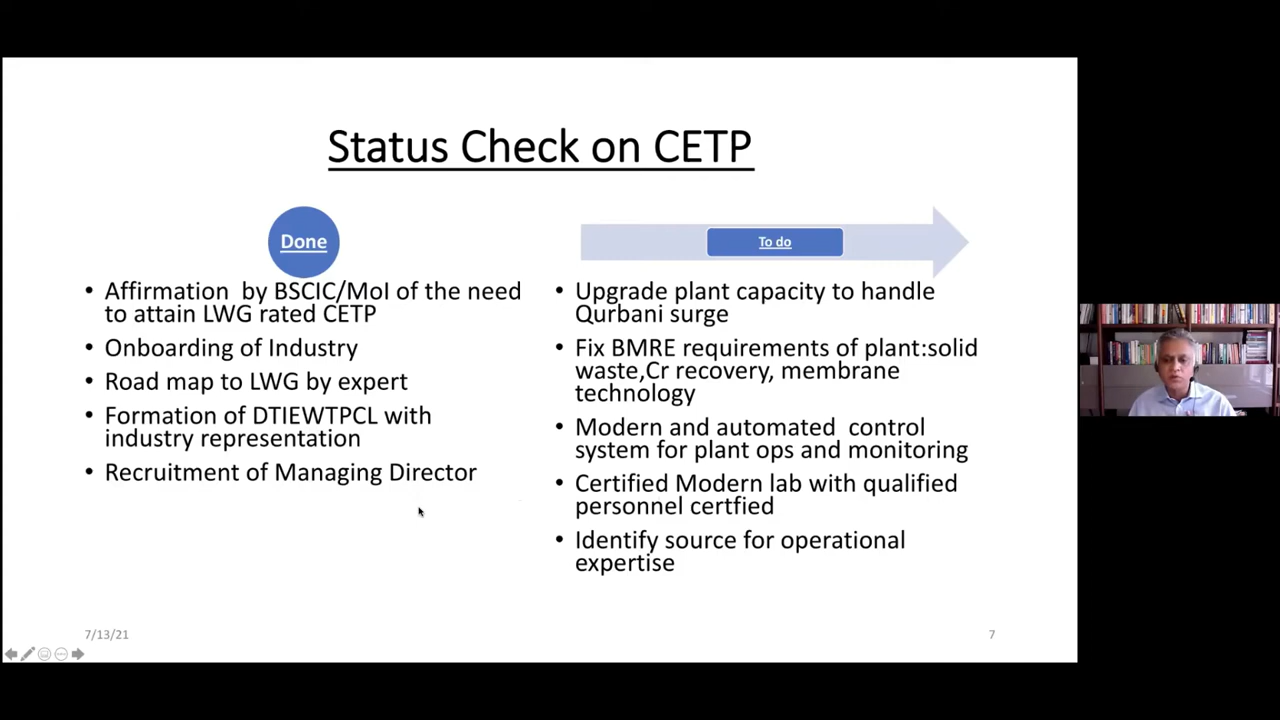 Status Check on CETP
Done
• Affirmation  by BSCIC/MoI of the need
to attain LWG rated CETP
• Onboarding of Industry
• Road map to LWG by expert
• Formation of DTIEWTPCL with
industry representation
• Recruitment of Managing Director
To do
• Upgrade plant capacity to handle
Qurbani surge
• Fix BMRE requirements of plant:solid
waste,Cr recovery, membrane
technology
• Modern and automated  control
system for plant ops and monitoring
• Certified Modern lab with qualified
personnel certfied
• Identify source for operational
expertise
7/13/21
7